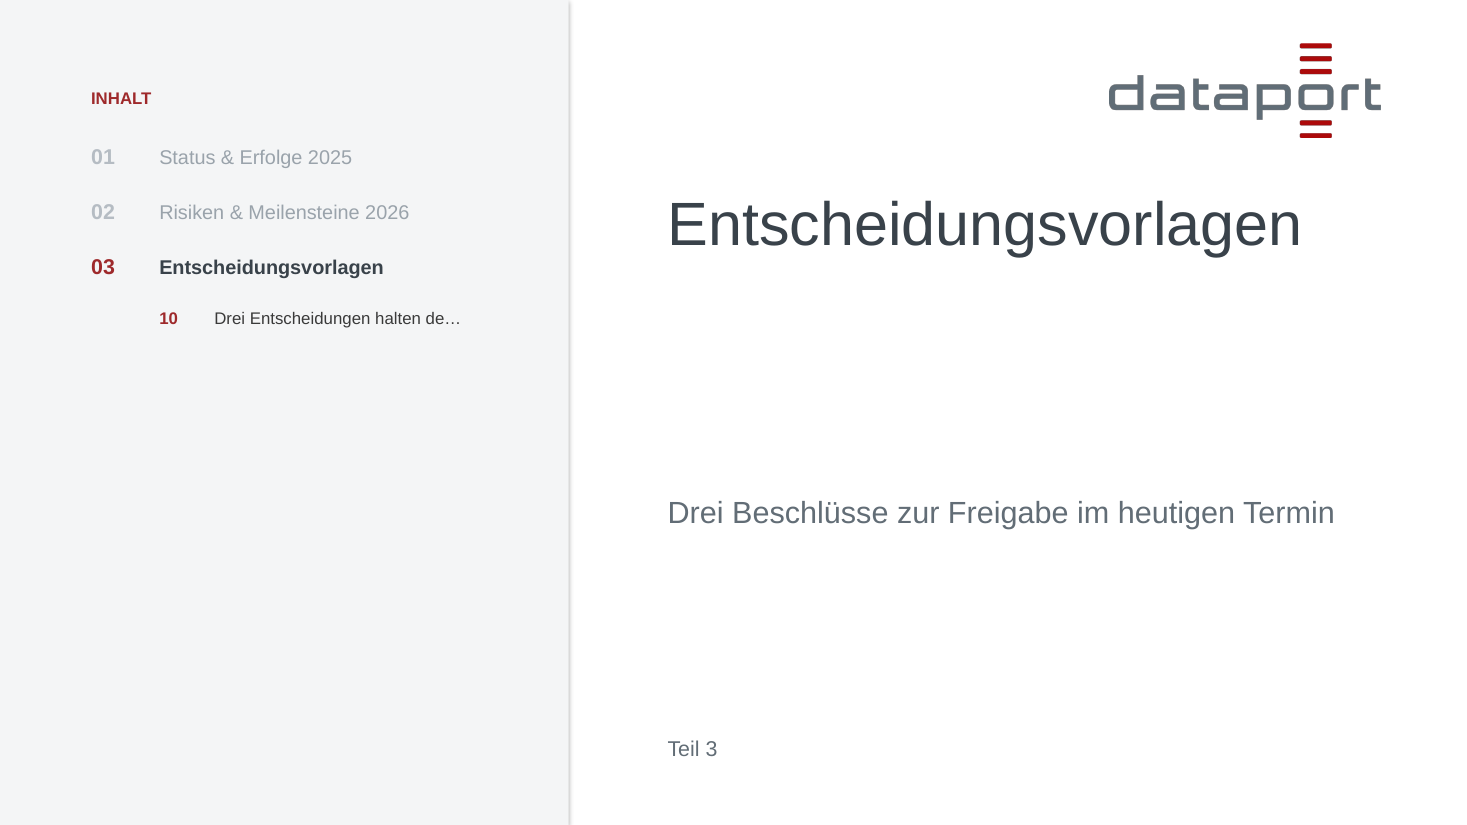 INHALT
01 Status & Erfolge 2025
02 Risiken & Meilensteine 2026
03 Entscheidungsvorlagen
10 Drei Entscheidungen halten de…
dataport
Entscheidungsvorlagen
Drei Beschlüsse zur Freigabe im heutigen Termin
Teil 3